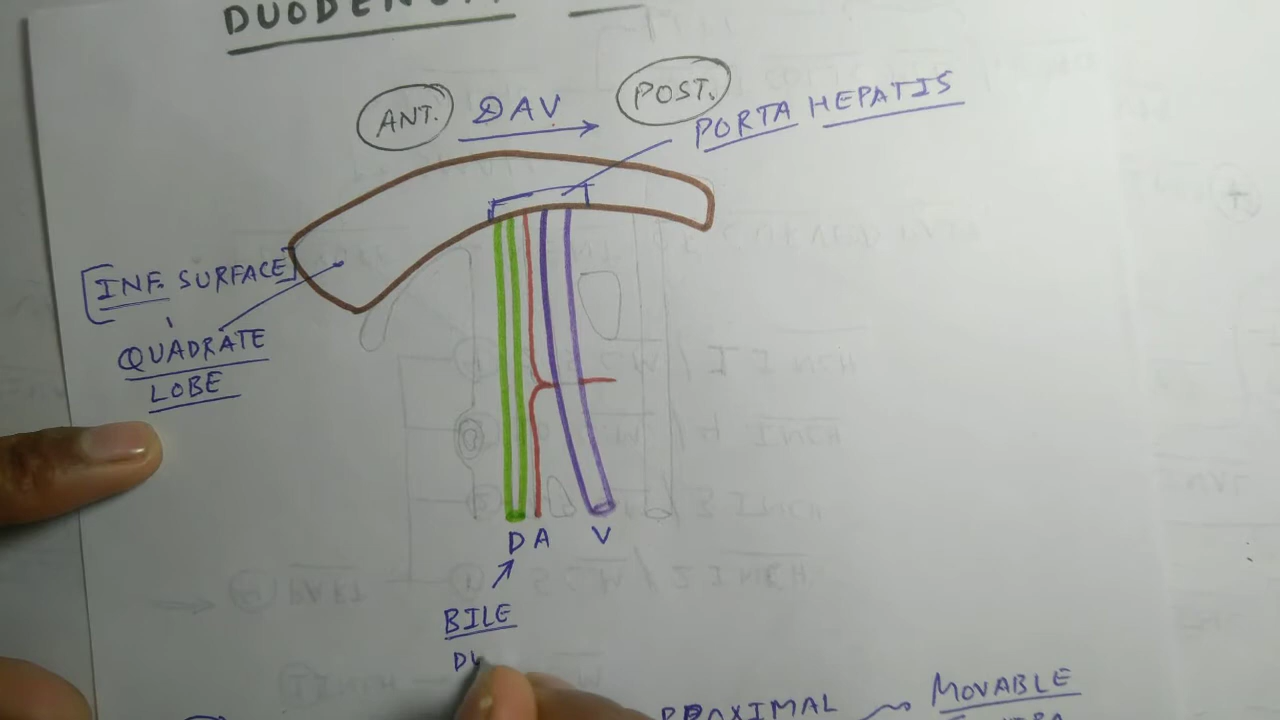 ANT.
DAV
POST.
PORTA HEPATIS
INF. SURFACE
QUADRATE
LOBE
D A V
BILE
PROXIMAL
MOVABLE